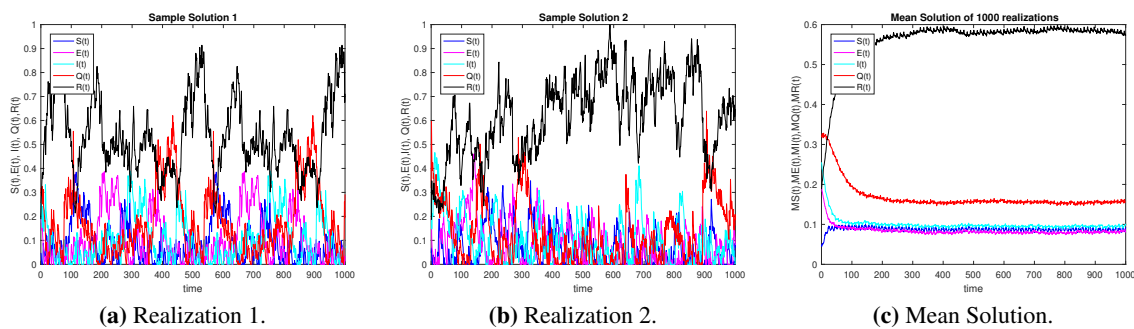 Sample Solution 1
S(t), E(t), I(t), Q(t),R(t)
1
0.9
0.8
0.7
0.6
0.5
0.4
0.3
0.2
0.1
0
S(t)
E(t)
I(t)
Q(t)
R(t)
0 100 200 300 400 500 600 700 800 900 1000
time
(a) Realization 1.
Sample Solution 2
S(t),E(t),I(t), Q(t),R(t)
1
0.9
0.8
0.7
0.6
0.5
0.4
0.3
0.2
0.1
0
S(t)
E(t)
I(t)
Q(t)
R(t)
0 100 200 300 400 500 600 700 800 900 1000
time
(b) Realization 2.
Mean Solution of 1000 realizations
MS(t),ME(t),MI(t),MQ(t),MR(t)
0.6
0.5
0.4
0.3
0.2
0.1
0
S(t)
E(t)
I(t)
Q(t)
R(t)
0 100 200 300 400 500 600 700 800 900 1000
time
(c) Mean Solution.